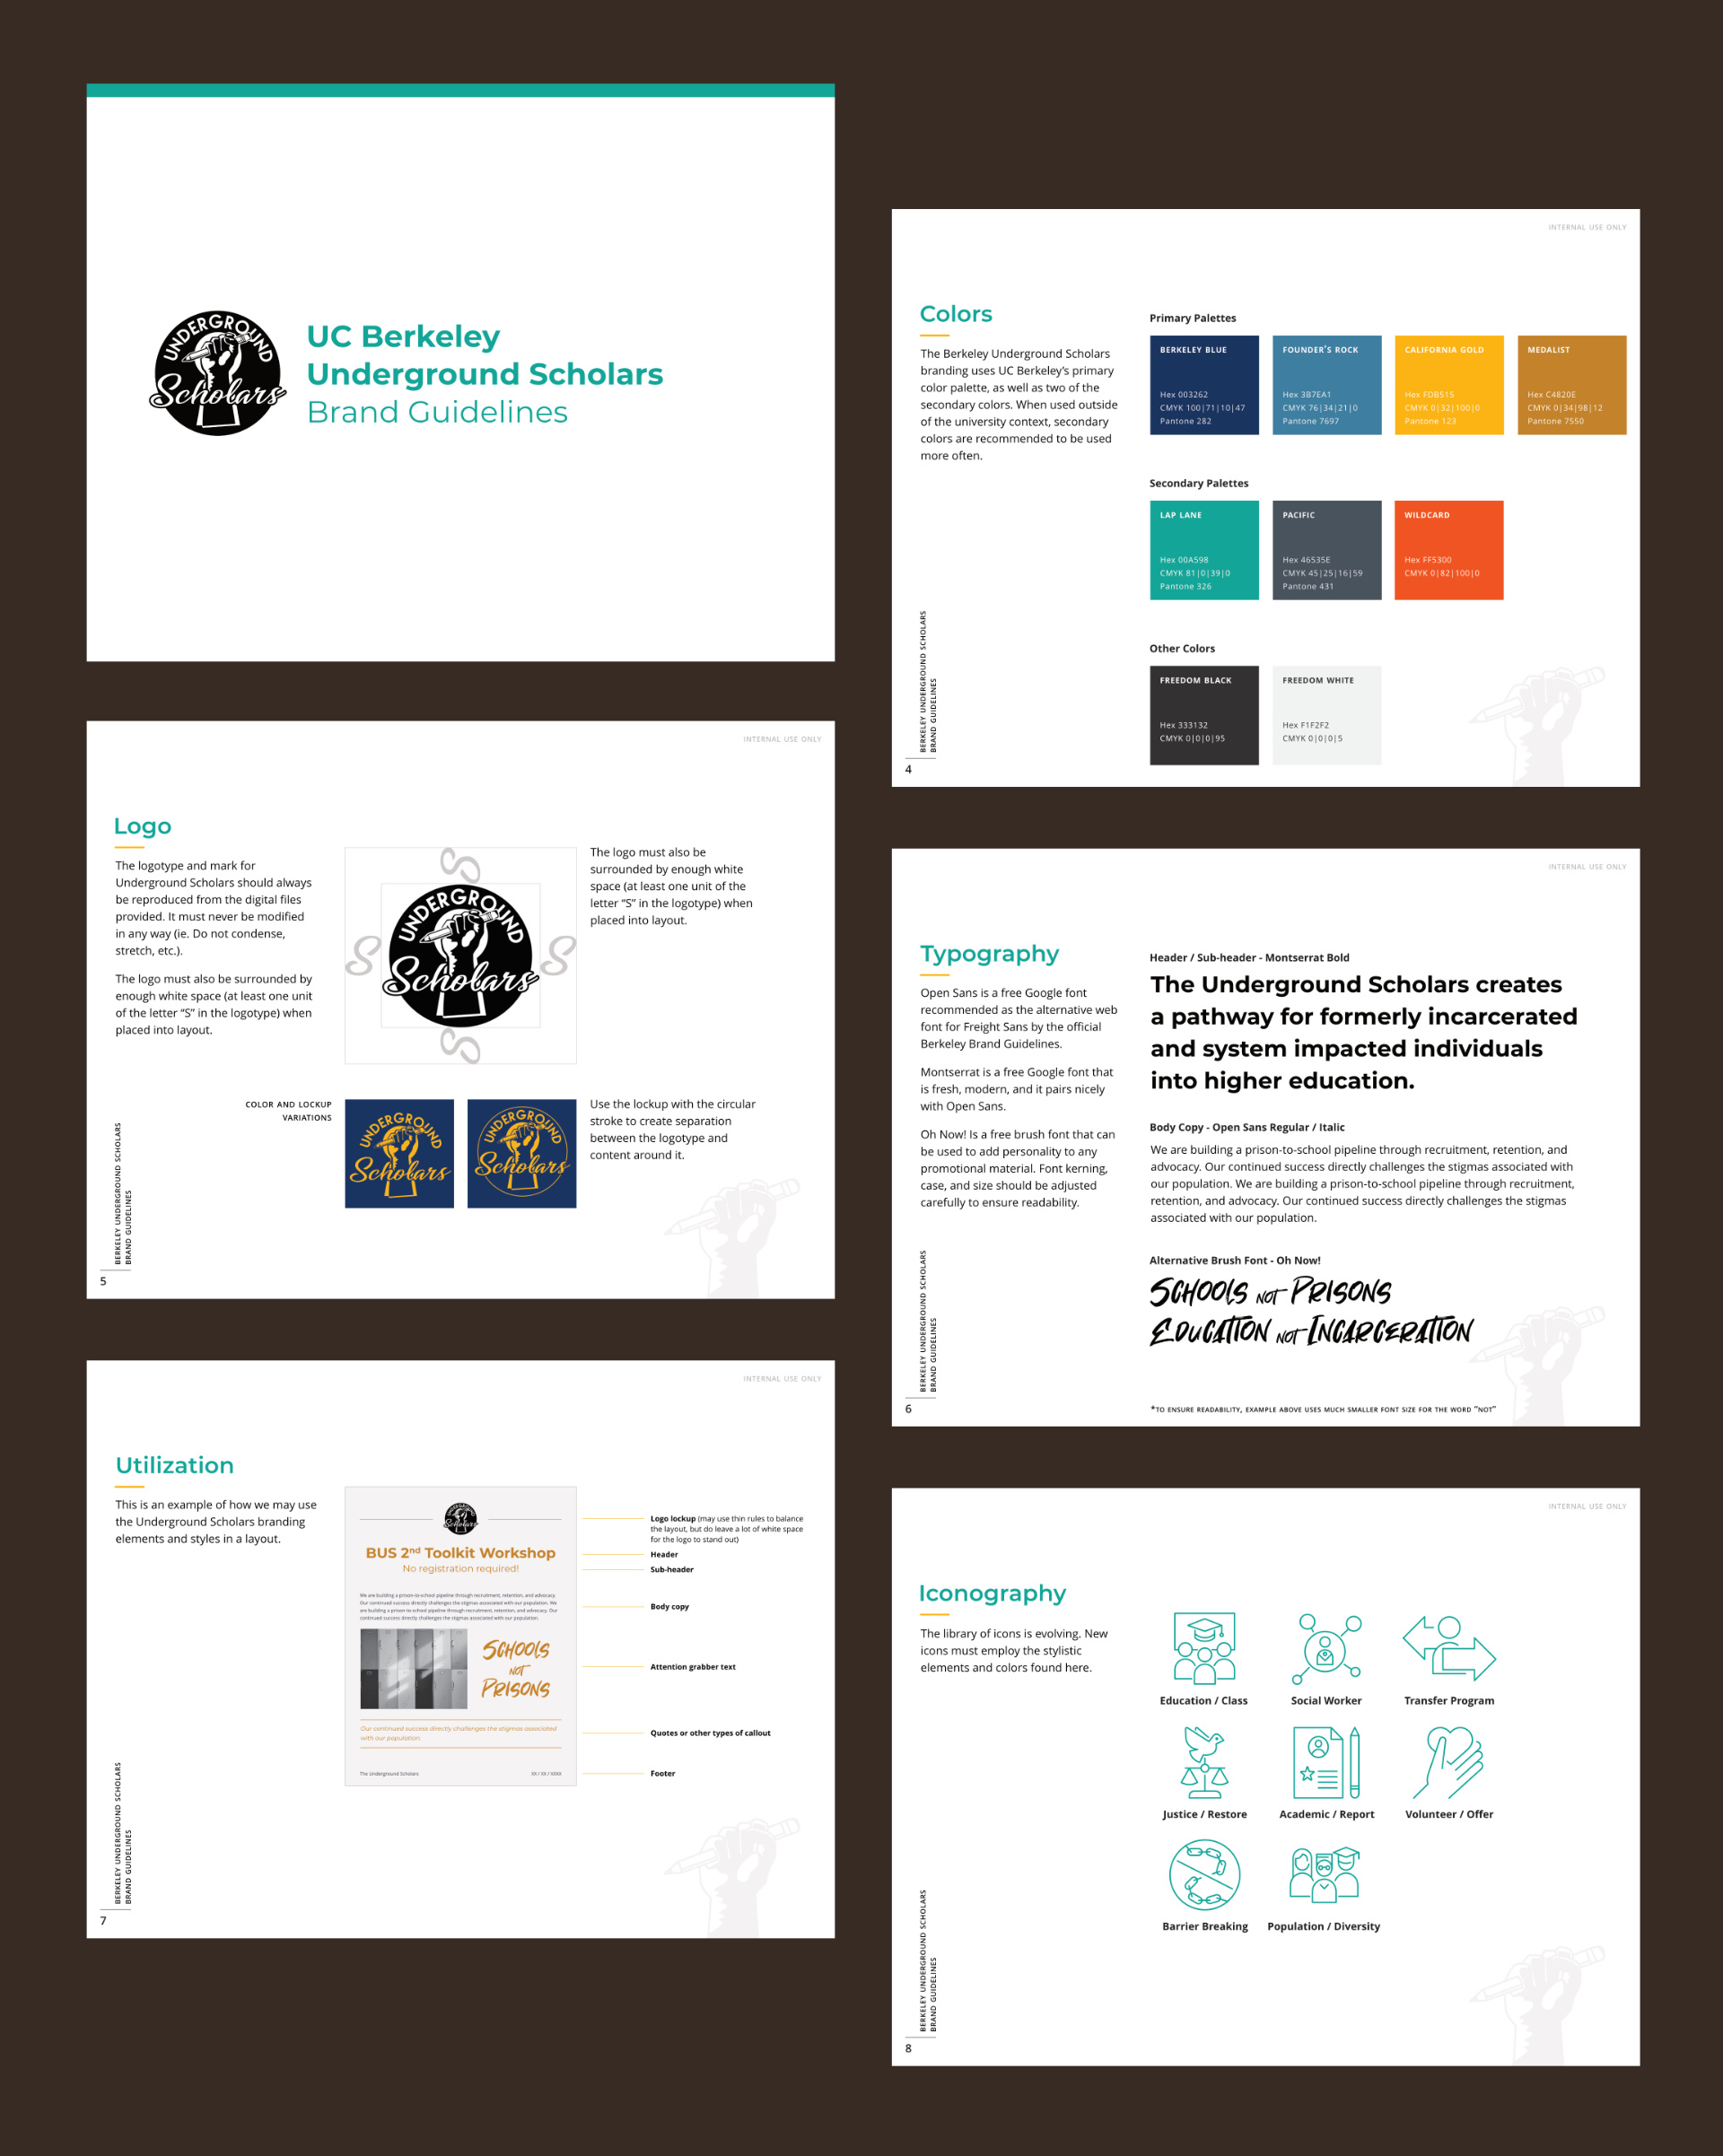 UNDERGROUND
Scholars
UC Berkeley
Underground Scholars
Brand Guidelines
INTERNAL USE ONLY
Colors
The Berkeley Underground Scholars
branding uses UC Berkeley's primary
color palette, as well as two of the
secondary colors. When used outside
of the university context, secondary
colors are recommended to be used
more often.
Primary Palettes
BERKELEY BLUE
Hex 003262
CMYK 100|71|10|47
Pantone 282
FOUNDER'S ROCK
Hex 3B7EA1
CMYK 76|34|21|0
Pantone 7697
CALIFORNIA GOLD
Hex FDB515
CMYK 0|32|100|0
Pantone 123
MEDALIST
Hex C4820E
CMYK 0|34|98|12
Pantone 7550
Secondary Palettes
LAP LANE
Hex 00A598
CMYK 81|0|39|0
Pantone 326
PACIFIC
Hex 46535E
CMYK 45|25|16|59
Pantone 431
WILDCARD
Hex FF5300
CMYK 0|82|100|0
Other Colors
FREEDOM BLACK
Hex 333132
CMYK 0|0|0|95
FREEDOM WHITE
Hex F1F2F2
CMYK 0|0|0|5
BERKELEY UNDERGROUND SCHOLARS
BRAND GUIDELINES
4
INTERNAL USE ONLY
Logo
The logotype and mark for
Underground Scholars should always
be reproduced from the digital files
provided. It must never be modified
in any way (ie. Do not condense,
stretch, etc.).
The logo must also be surrounded by
enough white space (at least one unit
of the letter "S" in the logotype) when
placed into layout.
S
S
UNDERGROUND
Scholars
S
S
The logo must also be
surrounded by enough white
space (at least one unit of the
letter "S" in the logotype) when
placed into layout.
COLOR AND LOCKUP
VARIATIONS
UNDERGROUND
Scholars
UNDERGROUND
Scholars
Use the lockup with the circular
stroke to create separation
between the logotype and
content around it.
BERKELEY UNDERGROUND SCHOLARS
BRAND GUIDELINES
5
INTERNAL USE ONLY
Typography
Open Sans is a free Google font
recommended as the alternative web
font for Freight Sans by the official
Berkeley Brand Guidelines.
Montserrat is a free Google font that
is fresh, modern, and it pairs nicely
with Open Sans.
Oh Now! Is a free brush font that can
be used to add personality to any
promotional material. Font kerning,
case, and size should be adjusted
carefully to ensure readability.
Header / Sub-header - Montserrat Bold
The Underground Scholars creates
a pathway for formerly incarcerated
and system impacted individuals
into higher education.
Body Copy - Open Sans Regular / Italic
We are building a prison-to-school pipeline through recruitment, retention, and
advocacy. Our continued success directly challenges the stigmas associated with
our population. We are building a prison-to-school pipeline through recruitment,
retention, and advocacy. Our continued success directly challenges the stigmas
associated with our population.
Alternative Brush Font - Oh Now!
SCHOOLS NOT PRISONS
EDUCATION NOT INCARCERATION
*TO ENSURE READABILITY, EXAMPLE ABOVE USES MUCH SMALLER FONT SIZE FOR THE WORD "NOT"
BERKELEY UNDERGROUND SCHOLARS
BRAND GUIDELINES
6
INTERNAL USE ONLY
Utilization
This is an example of how we may use
the Underground Scholars branding
elements and styles in a layout.
UNDERGROUND
Scholars
BUS 2nd Toolkit Workshop
No registration required!
We are building a prison-to-school pipeline through recruitment, retention, and advocacy.
Our continued success directly challenges the stigmas associated with our population. We
are building a prison-to-school pipeline through recruitment, retention, and advocacy. Our
continued success directly challenges the stigmas associated with our population.
SCHOOLS
NOT
PRISONS
Our continued success directly challenges the stigmas associated
with our population.
The Underground Scholars
XX / XX / XXXX
Logo lockup (may use thin rules to balance
the layout, but do leave a lot of white space
for the logo to stand out)
Header
Sub-header
Body copy
Attention grabber text
Quotes or other types of callout
Footer
BERKELEY UNDERGROUND SCHOLARS
BRAND GUIDELINES
7
INTERNAL USE ONLY
Iconography
The library of icons is evolving. New
icons must employ the stylistic
elements and colors found here.
Education / Class
Social Worker
Transfer Program
Justice / Restore
Academic / Report
Volunteer / Offer
Barrier Breaking
Population / Diversity
BERKELEY UNDERGROUND SCHOLARS
BRAND GUIDELINES
8